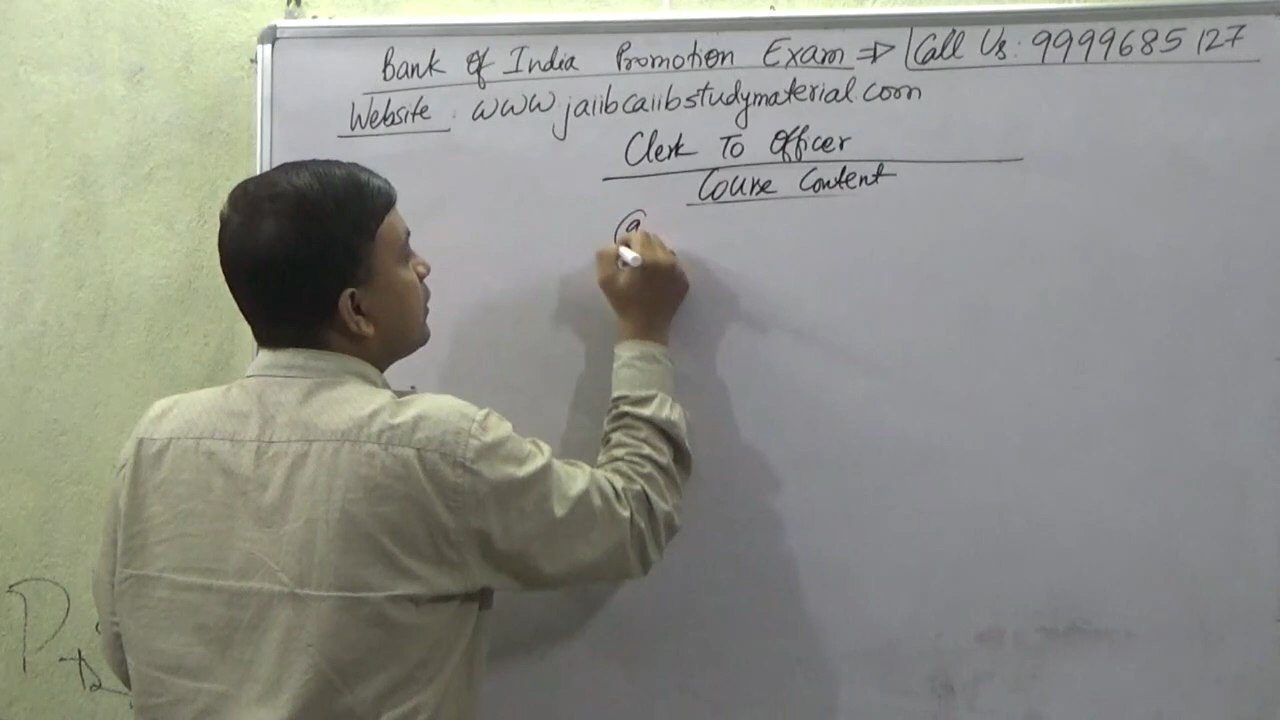 Bank Of India Promotion Exam ⇒ Call Us: 9999685127
Website: www.jaiibcaiibstudymaterial.com
Clerk To Officer
Course Content
a
P